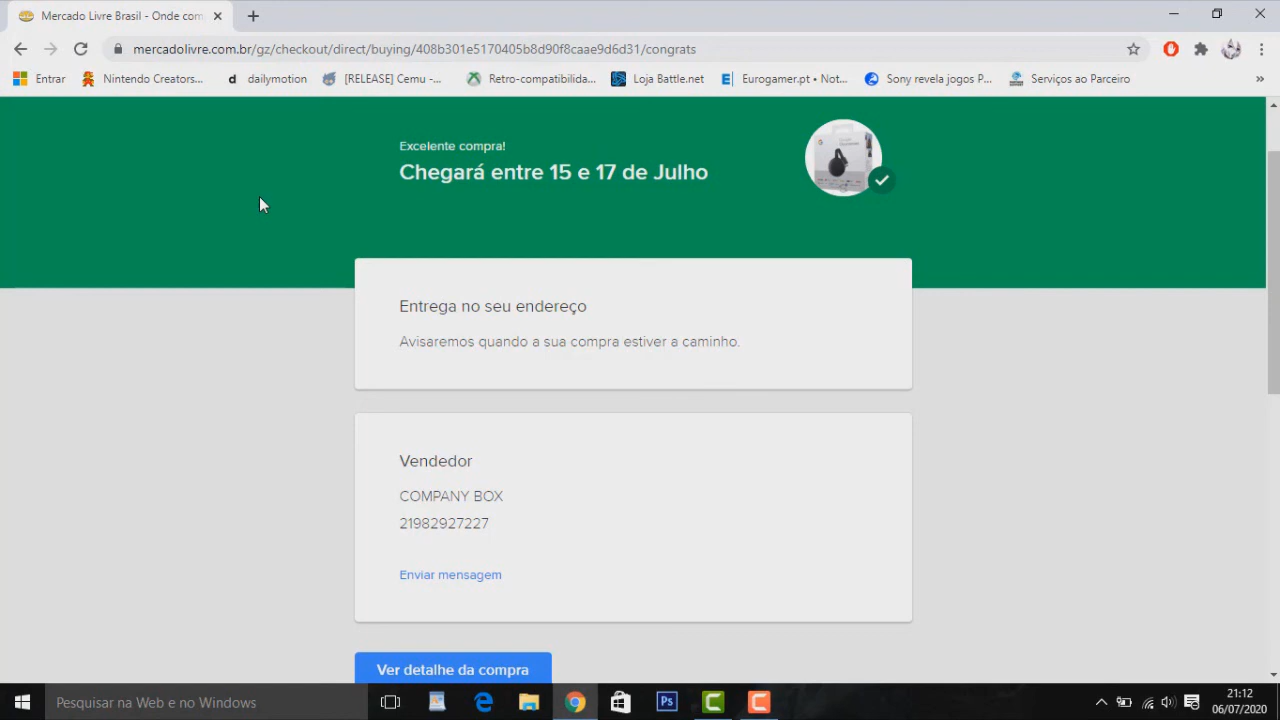 Mercado Livre Brasil - Onde com
mercadolivre.com.br/gz/checkout/direct/buying/408b301e5170405b8d90f8caae9d6d31/congrats
Entrar
Nintendo Creators...
d dailymotion
[RELEASE] Cemu -...
Retro-compatibilida...
Loja Battle.net
E Eurogamer.pt • Not...
Sony revela jogos P...
Serviços ao Parceiro
»
Excelente compra!
Chegará entre 15 e 17 de Julho
Entrega no seu endereço
Avisaremos quando a sua compra estiver a caminho.
Vendedor
COMPANY BOX
21982927227
Enviar mensagem
Ver detalhe da compra
Pesquisar na Web e no Windows
Ps
21:12
06/07/2020